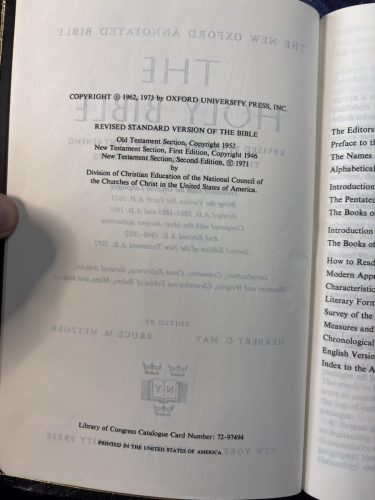 COPYRIGHT © 1962, 1973 by OXFORD UNIVERSITY PRESS, INC.
REVISED STANDARD VERSION OF THE BIBLE
Old Testament Section, Copyright 1952
New Testament Section, First Edition, Copyright 1946
New Testament Section, Second Edition, © 1971
by
Division of Christian Education of the National Council of
the Churches of Christ in the United States of America.
Library of Congress Catalogue Card Number: 72-97494
PRINTED IN THE UNITED STATES OF AMERICA
The Editors
Preface to th
The Names
Alphabetical
Introduction
The Pentateu
The Books of
Introduction
The Books of
How to Read
Modern Appr
Characteristic
Literary Form
Survey of the
Measures and
Chronological
English Versio
Index to the A